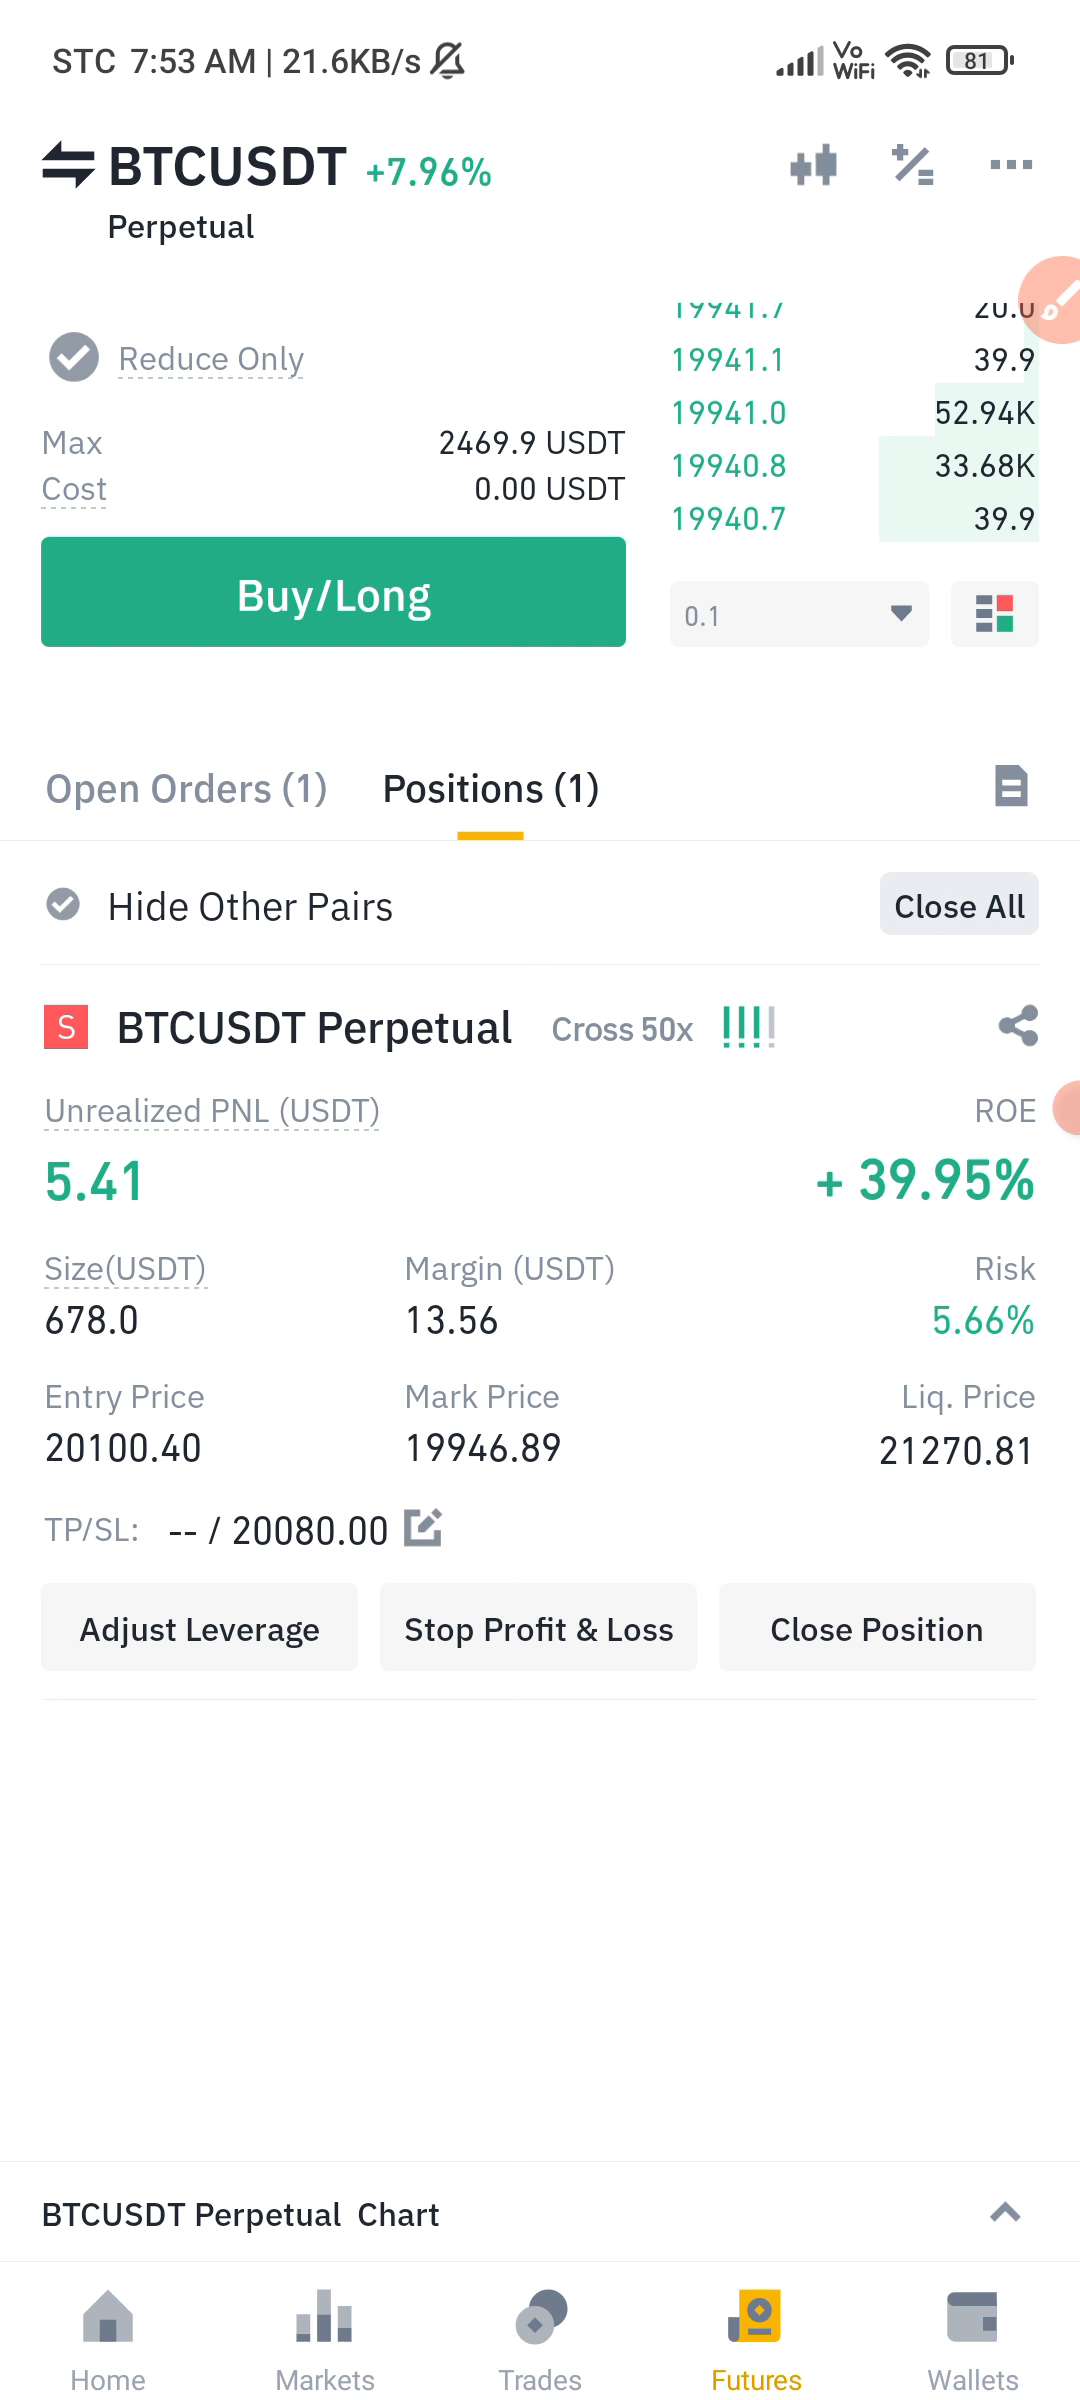 STC 7:53 AM | 21.6KB/s Vo WiFi 81
BTCUSDT +7.96%
Perpetual
19941.7 20.0
Reduce Only 19941.1 39.9
19941.0 52.94K
Max 2469.9 USDT 19940.8 33.68K
Cost 0.00 USDT 19940.7 39.9
Buy/Long 0.1
Open Orders (1) Positions (1)
Hide Other Pairs Close All
S BTCUSDT Perpetual Cross 50x
Unrealized PNL (USDT) ROE
5.41 + 39.95%
Size(USDT) Margin (USDT) Risk
678.0 13.56 5.66%
Entry Price Mark Price Liq. Price
20100.40 19946.89 21270.81
TP/SL: -- / 20080.00
Adjust Leverage Stop Profit & Loss Close Position
BTCUSDT Perpetual Chart
Home Markets Trades Futures Wallets